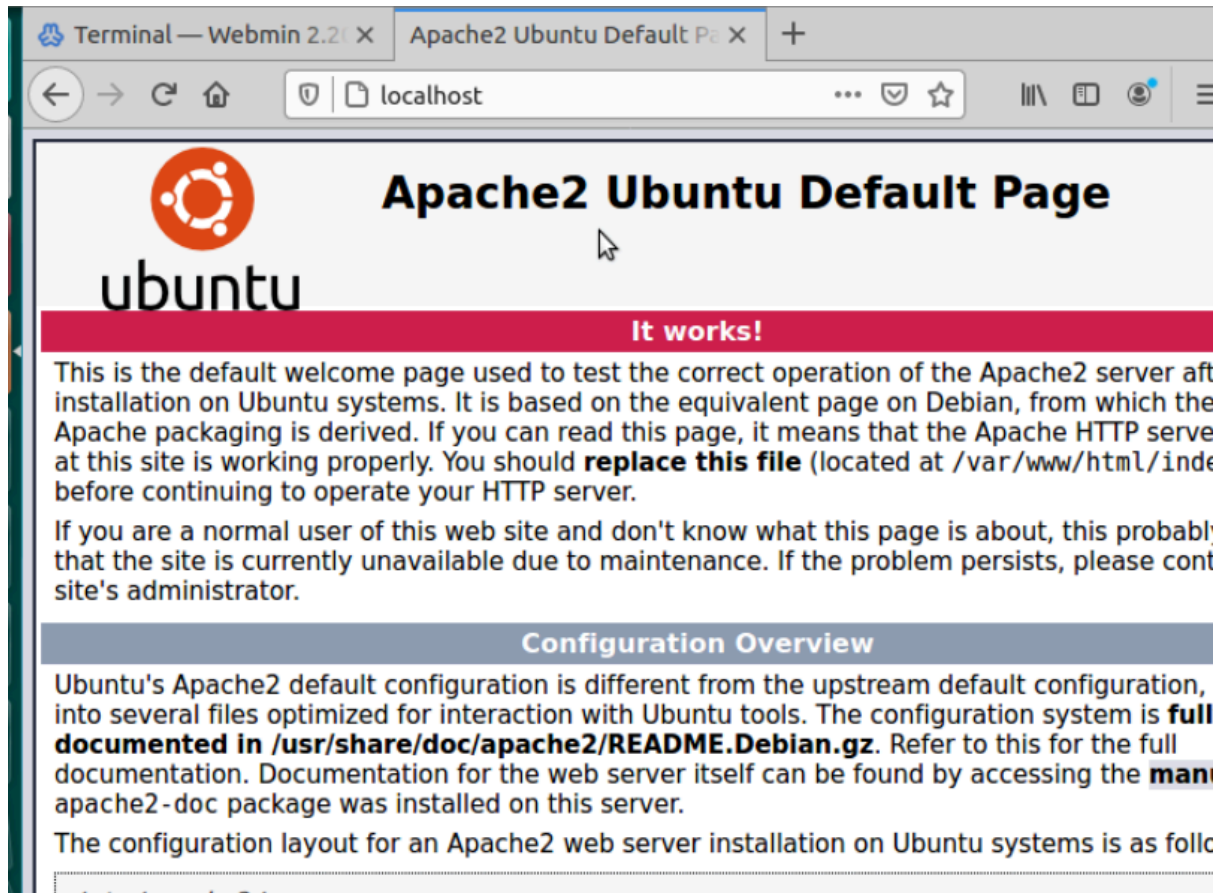 Terminal — Webmin 2.2
Apache2 Ubuntu Default Pa
localhost
ubuntu
Apache2 Ubuntu Default Page
It works!
This is the default welcome page used to test the correct operation of the Apache2 server aft
installation on Ubuntu systems. It is based on the equivalent page on Debian, from which the
Apache packaging is derived. If you can read this page, it means that the Apache HTTP serve
at this site is working properly. You should replace this file (located at /var/www/html/inde
before continuing to operate your HTTP server.
If you are a normal user of this web site and don't know what this page is about, this probably
that the site is currently unavailable due to maintenance. If the problem persists, please cont
site's administrator.
Configuration Overview
Ubuntu's Apache2 default configuration is different from the upstream default configuration,
into several files optimized for interaction with Ubuntu tools. The configuration system is full
documented in /usr/share/doc/apache2/README.Debian.gz. Refer to this for the full
documentation. Documentation for the web server itself can be found by accessing the manu
apache2-doc package was installed on this server.
The configuration layout for an Apache2 web server installation on Ubuntu systems is as follo